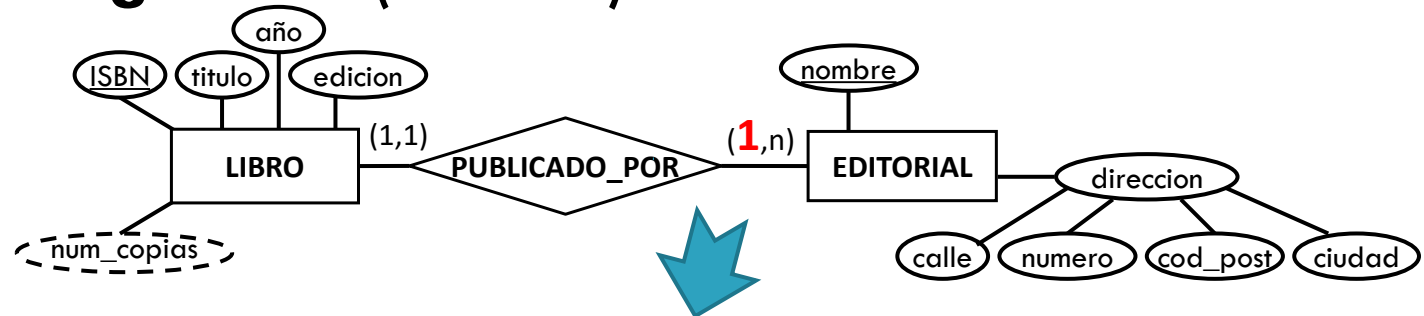 año
ISBN
titulo
edicion
nombre
(1,1)
(1,n)
LIBRO
PUBLICADO_POR
EDITORIAL
direccion
num_copias
calle
numero
cod_post
ciudad